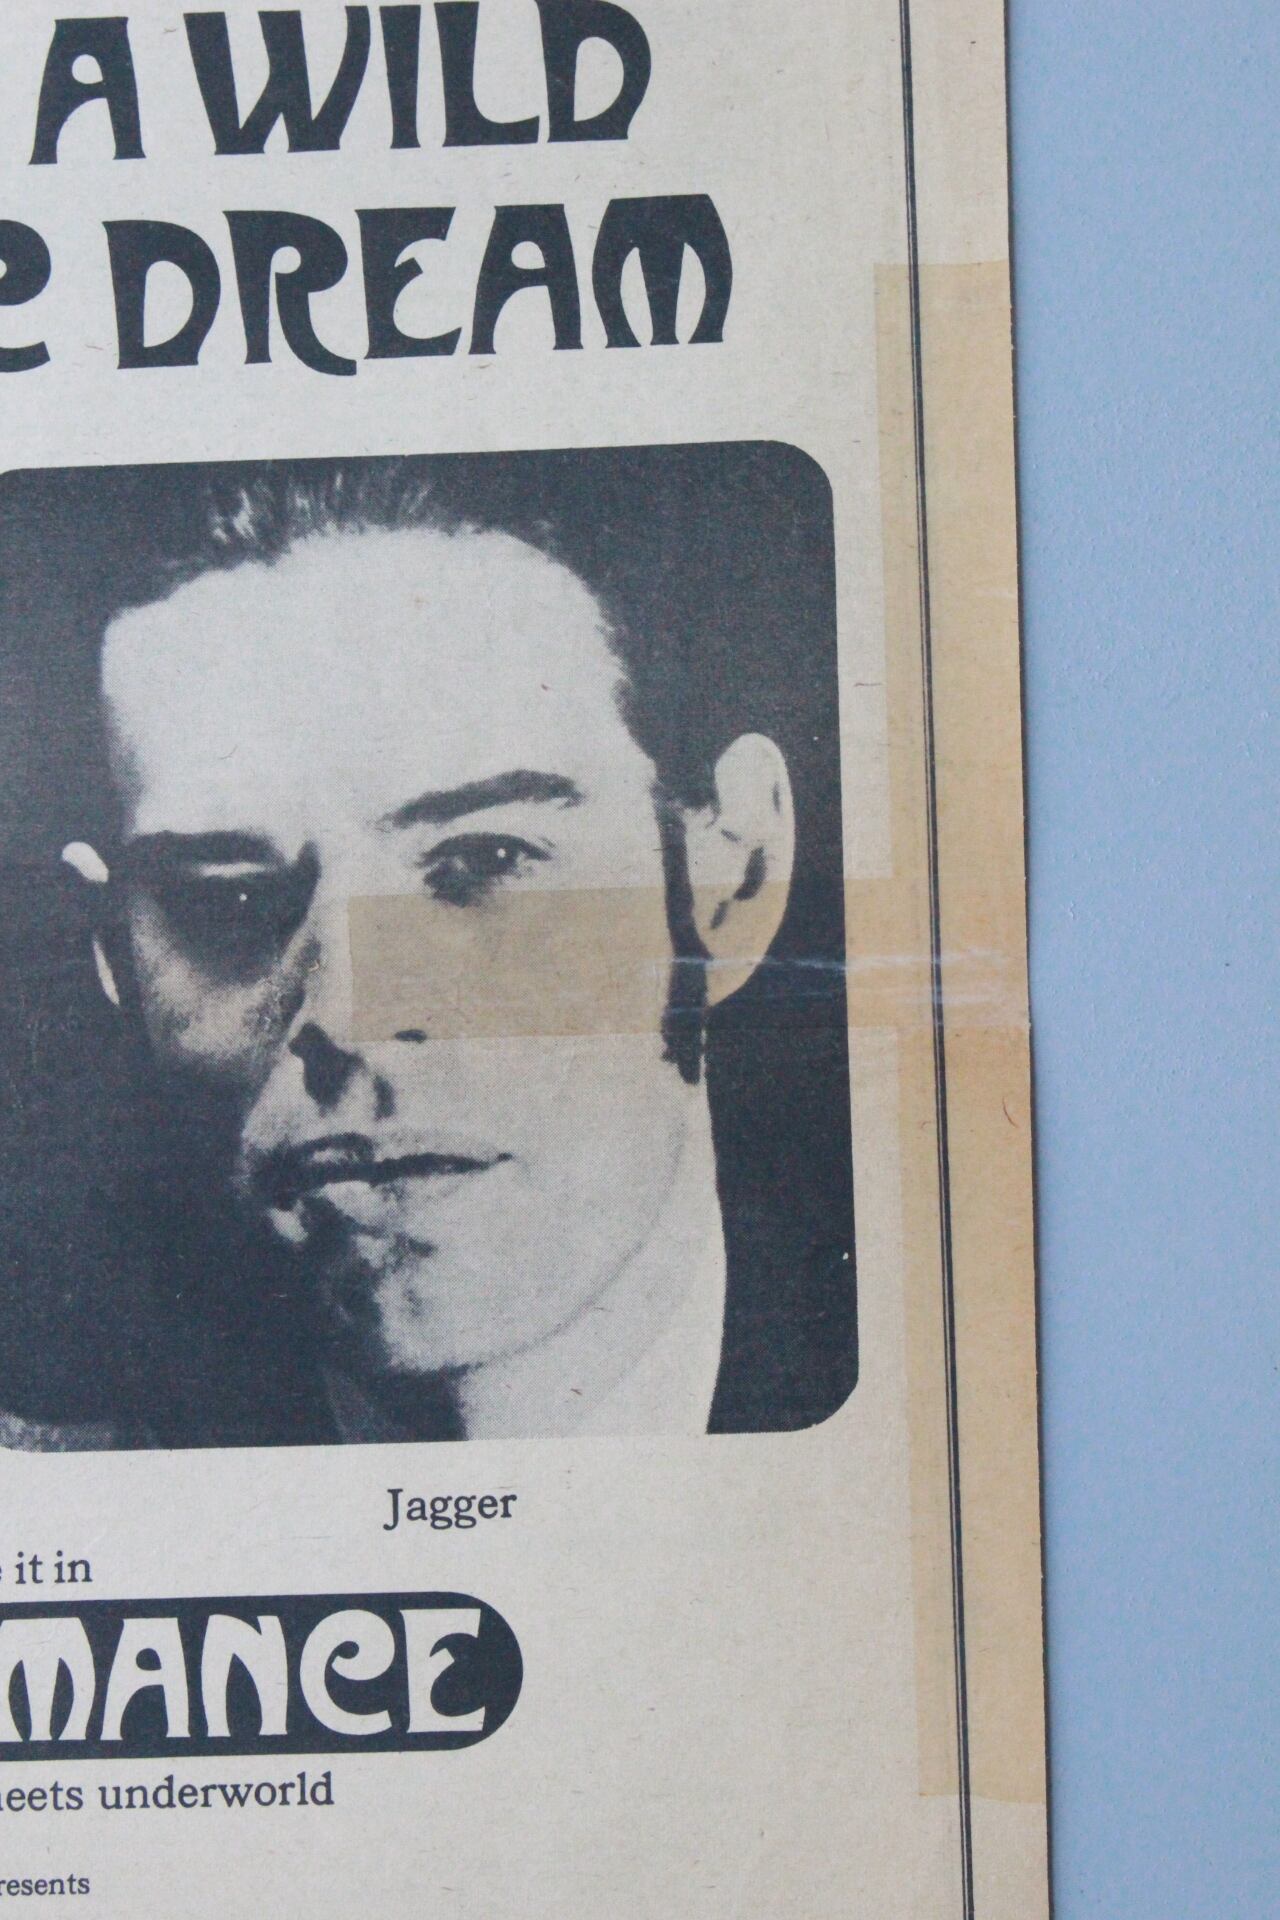 A WILD
DREAM
Jagger
it in
MANCE
eets underworld
resents